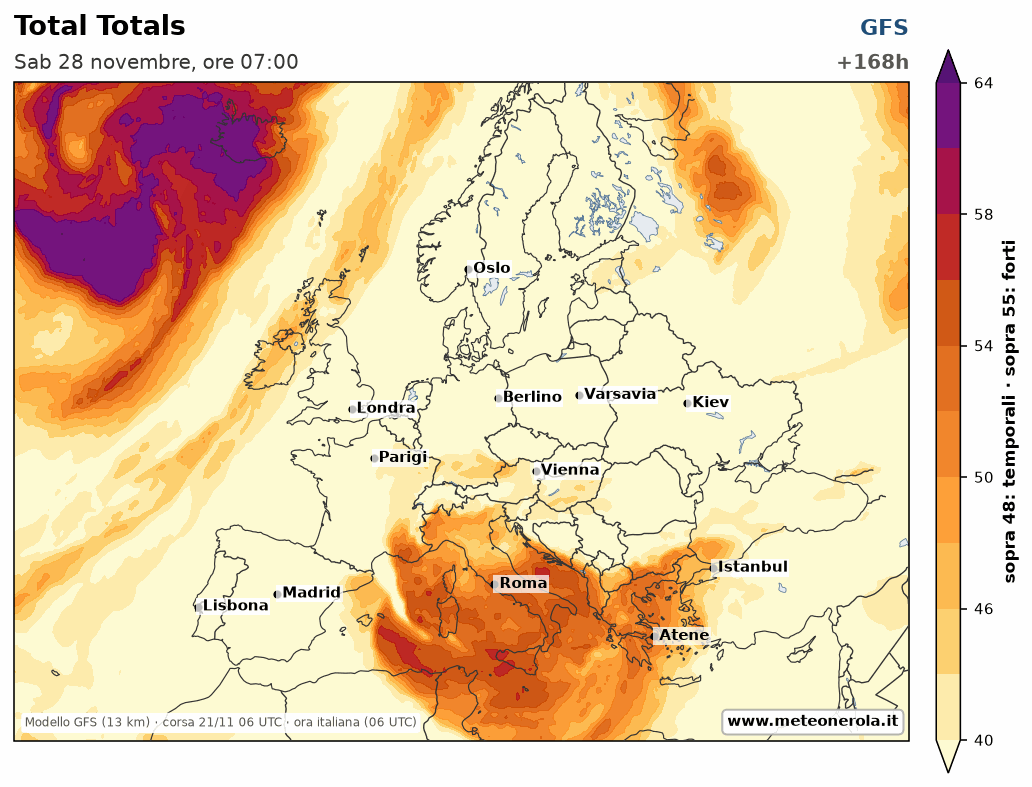 Total Totals
GFS
Sab 28 novembre, ore 07:00
+168h
64
58
54
50
46
40
sopra 48: temporali · sopra 55: forti
Oslo
Londra
Berlino
Varsavia
Kiev
Parigi
Vienna
Istanbul
Roma
Madrid
Lisbona
Atene
Modello GFS (13 km) · corsa 21/11 06 UTC · ora italiana (06 UTC)
www.meteonerola.it